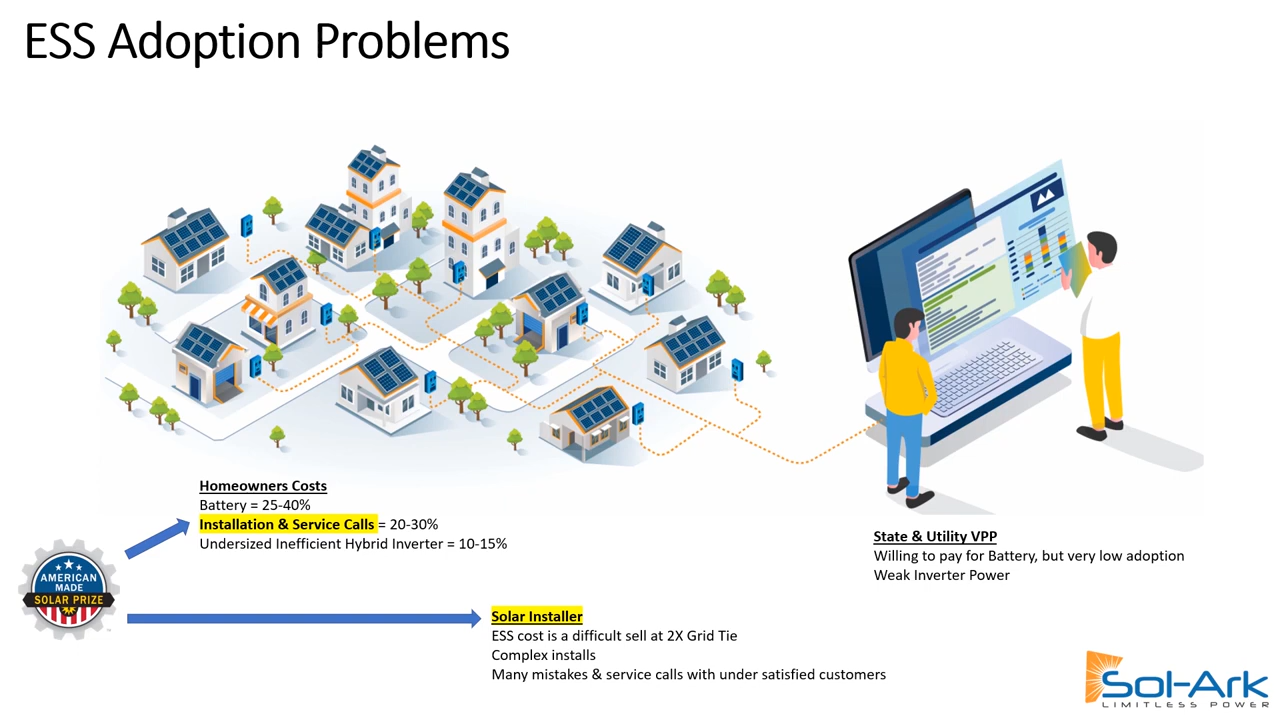 ESS Adoption Problems
Homeowners Costs
Battery = 25-40%
Installation & Service Calls = 20-30%
Undersized Inefficient Hybrid Inverter = 10-15%
State & Utility VPP
Willing to pay for Battery, but very low adoption
Weak Inverter Power
AMERICAN
MADE
SOLAR PRIZE
Solar Installer
ESS cost is a difficult sell at 2X Grid Tie
Complex installs
Many mistakes & service calls with under satisfied customers
Sol-Ark
LIMITLESS POWER